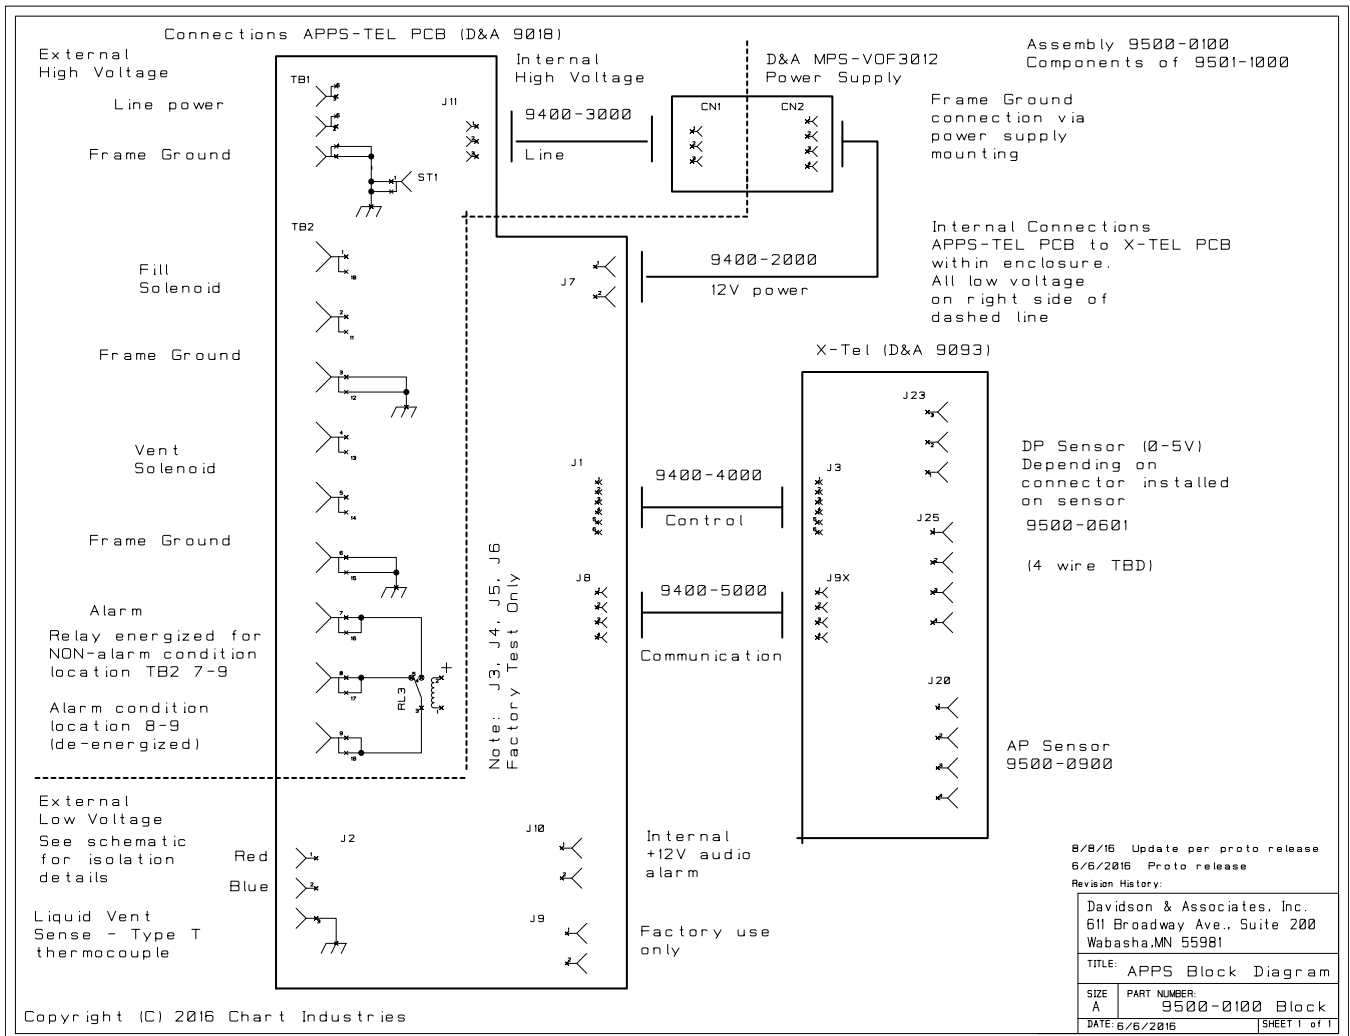 Connections APPS-TEL PCB (D&A 9018)
External
High Voltage
Line power
Frame Ground
TB1
J11
ST1
Internal
High Voltage
9400-3000
Line
D&A MPS-VOF3012
Power Supply
CN1
CN2
Assembly 9500-0100
Components of 9501-1000
Frame Ground
connection via
power supply
mounting
TB2
Fill
Solenoid
Frame Ground
Vent
Solenoid
Frame Ground
Alarm
Relay energized for
NON-alarm condition
location TB2 7-9
Alarm condition
location 8-9
(de-energized)
RL3
J7
9400-2000
12V power
Internal Connections
APPS-TEL PCB to X-TEL PCB
within enclosure.
All low voltage
on right side of
dashed line
X-Tel (D&A 9093)
J1
9400-4000
Control
J3
J8
9400-5000
Communication
J9X
J23
J25
J20
DP Sensor (0-5V)
Depending on
connector installed
on sensor
9500-0601
(4 wire TBD)
AP Sensor
9500-0900
Note: J3, J4, J5, J6
Factory Test Only
External
Low Voltage
See schematic
for isolation
details
Red
Blue
J2
Liquid Vent
Sense - Type T
thermocouple
J10
Internal
+12V audio
alarm
J9
Factory use
only
Copyright (C) 2016 Chart Industries
8/8/16 Update per proto release
6/6/2016 Proto release
Revision History:
Davidson & Associates, Inc.
611 Broadway Ave., Suite 200
Wabasha,MN 55981
TITLE: APPS Block Diagram
SIZE
A
PART NUMBER:
9500-0100 Block
DATE: 6/6/2016
SHEET 1 of 1